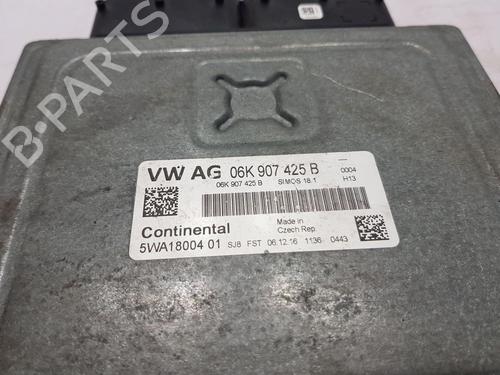 B-PARTS
VW AG 06K 907 425 B
06K 907 425 B SIMOS 18.1 0004
H13
Continental Made in
Czech Rep.
5WA18004 01 SJ8 FST 06.12.16 1136 0443